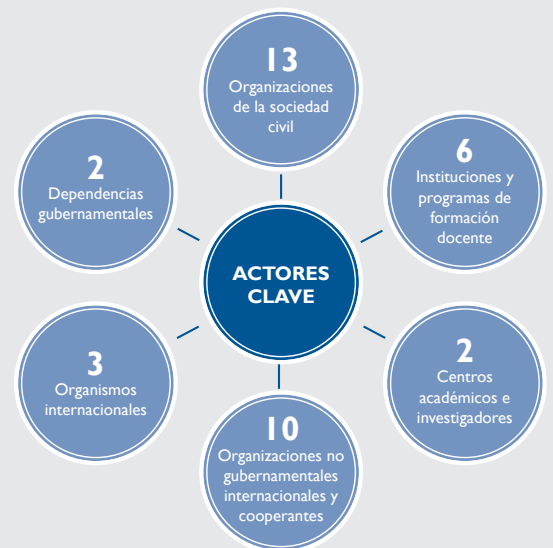 13
Organizaciones
de la sociedad
civil
6
Instituciones y
programas de
formación
docente
2
Centros
académicos e
investigadores
10
Organizaciones no
gubernamentales
internacionales y
cooperantes
3
Organismos
internacionales
2
Dependencias
gubernamentales
ACTORES
CLAVE